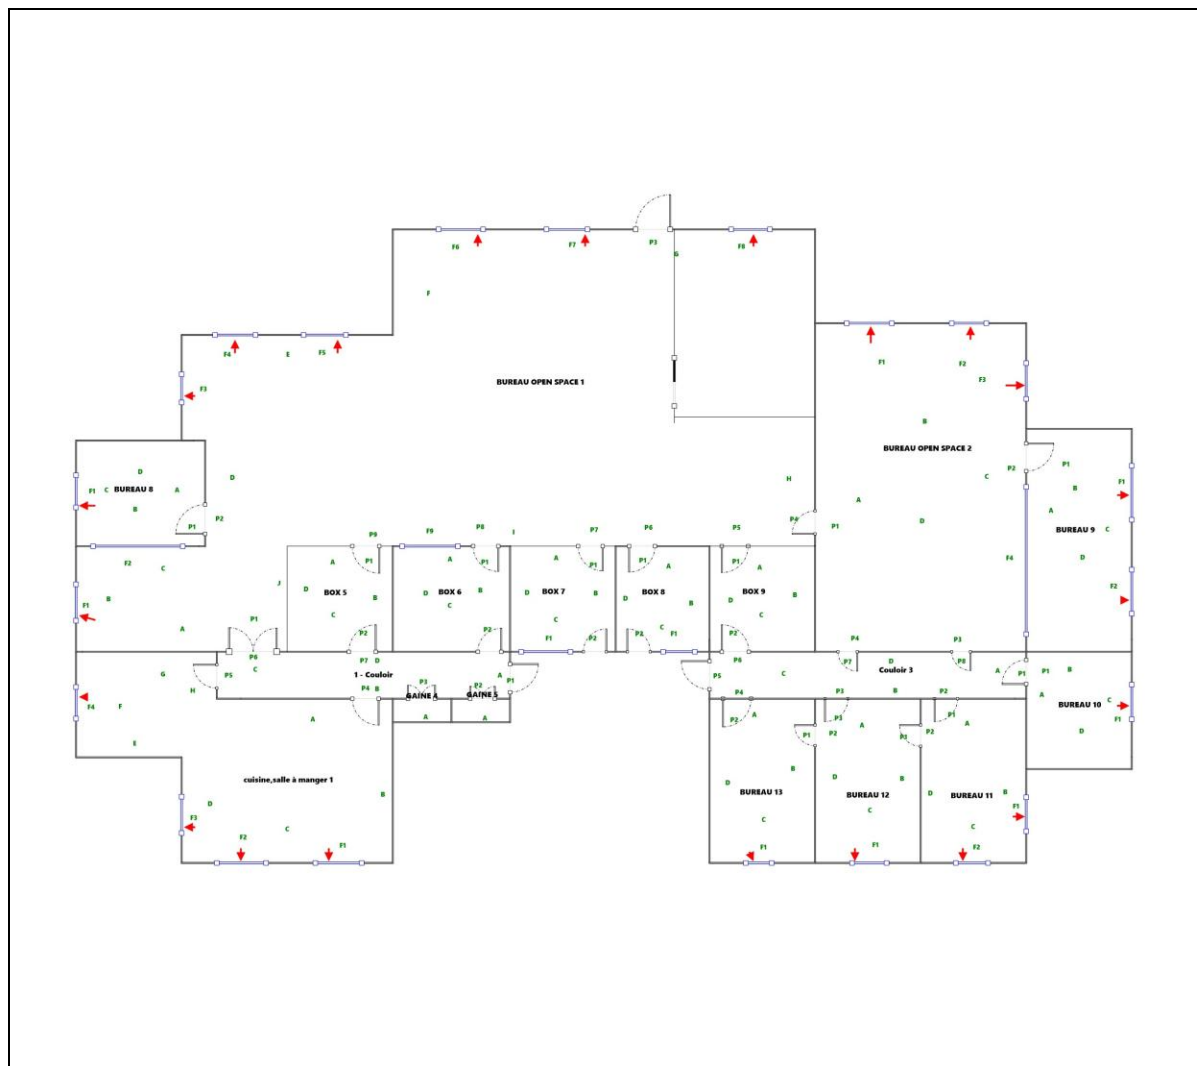 P3
F6
F7
F8
G
F
F4
E
F5
F1
F2
F3
F3
BUREAU OPEN SPACE 1
B
BUREAU OPEN SPACE 2
P2
P1
D
D
H
C
F1
C
BUREAU 8
A
F1
B
A
B
A
P1
P2
P4
P1
D
BUREAU 9
C
P9
F9
P8
I
P7
P6
P5
F2
C
A
P1
A
P1
A
P1
P1
A
P1
A
F4
D
J
D
BOX 5
B
D
BOX 6
B
D
BOX 7
B
D
BOX 8
B
D
BOX 9
B
F2
F1
B
C
C
C
C
C
P1
A
P2
P2
F1
P2
P2
F1
P2
P4
P3
P6
C
P7
D
P6
D
G
P5
1 - Couloir
A
P1
P5
C
P7
Couloir 3
P8
A
P1
P1
B
H
P4
B
P3
P2
P4
P3
B
P2
A
GAINE 4
GAINE 5
C
F4
F
A
A
A
P2
A
P3
P1
BUREAU 10
F1
E
P1
P2
A
P1
P2
A
D
cuisine,salle à manger 1
B
D
B
D
B
D
B
D
BUREAU 13
BUREAU 12
BUREAU 11
F1
F3
C
C
C
C
F2
F1
F1
F1
F2